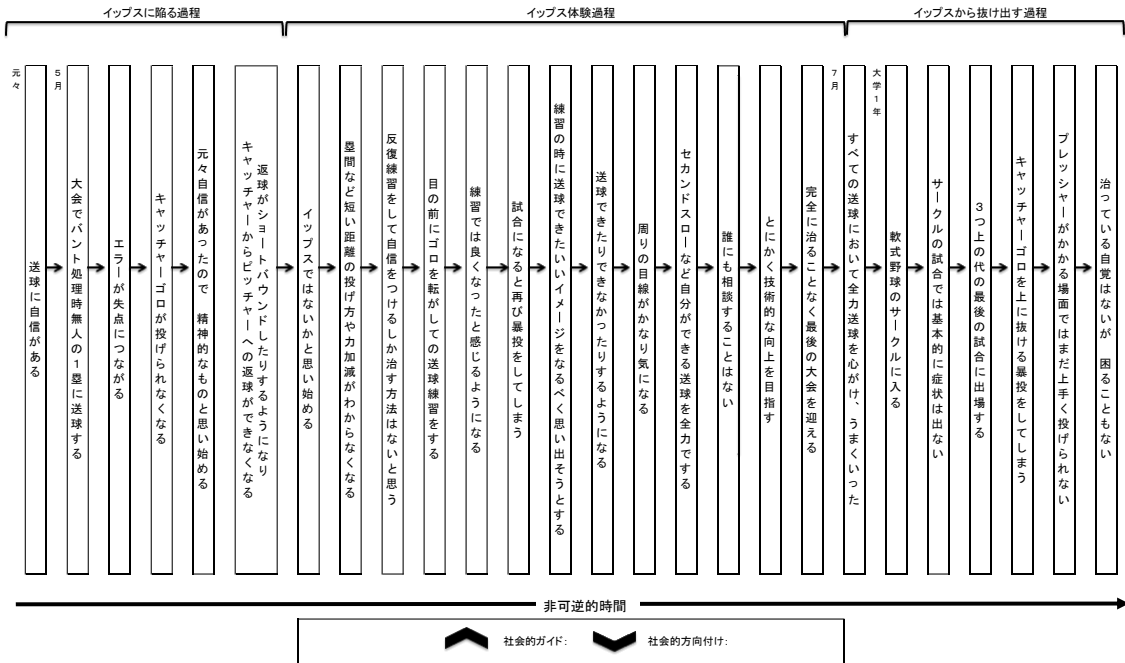 イップスに陥る過程
イップス体験過程
イップスから抜け出す過程
元々
送球に自信がある
5月
大会でバント処理時無人の1塁に送球する
エラーが失点につながる
キャッチャーゴロが投げられなくなる
元々自信があったので 精神的なものと思い始める
返球がショートバウンドしたりするようになり
キャッチャーからピッチャーへの返球ができなくなる
イップスではないかと思い始める
塁間など短い距離の投げ方や力加減がわからなくなる
反復練習をして自信をつけるしか治す方法はないと思う
目の前にゴロを転がしての送球練習をする
練習では良くなったと感じるようになる
試合になると再び暴投をしてしまう
練習の時に送球できたいいイメージをなるべく思い出そうとする
送球できたりできなかったりするようになる
周りの目線がかなり気になる
セカンドスローなど自分ができる送球を全力でする
誰にも相談することはない
とにかく技術的な向上を目指す
完全に治ることなく最後の大会を迎える
7月
すべての送球において全力送球を心がけ、うまくいった
大学1年
軟式野球のサークルに入る
サークルの試合では基本的に症状は出ない
3つ上の代の最後の試合に出場する
キャッチャーゴロを上に抜ける暴投をしてしまう
プレッシャーがかかる場面ではまだ上手く投げられない
治っている自覚はないが 困ることもない
非可逆的時間
社会的ガイド:
社会的方向付け: